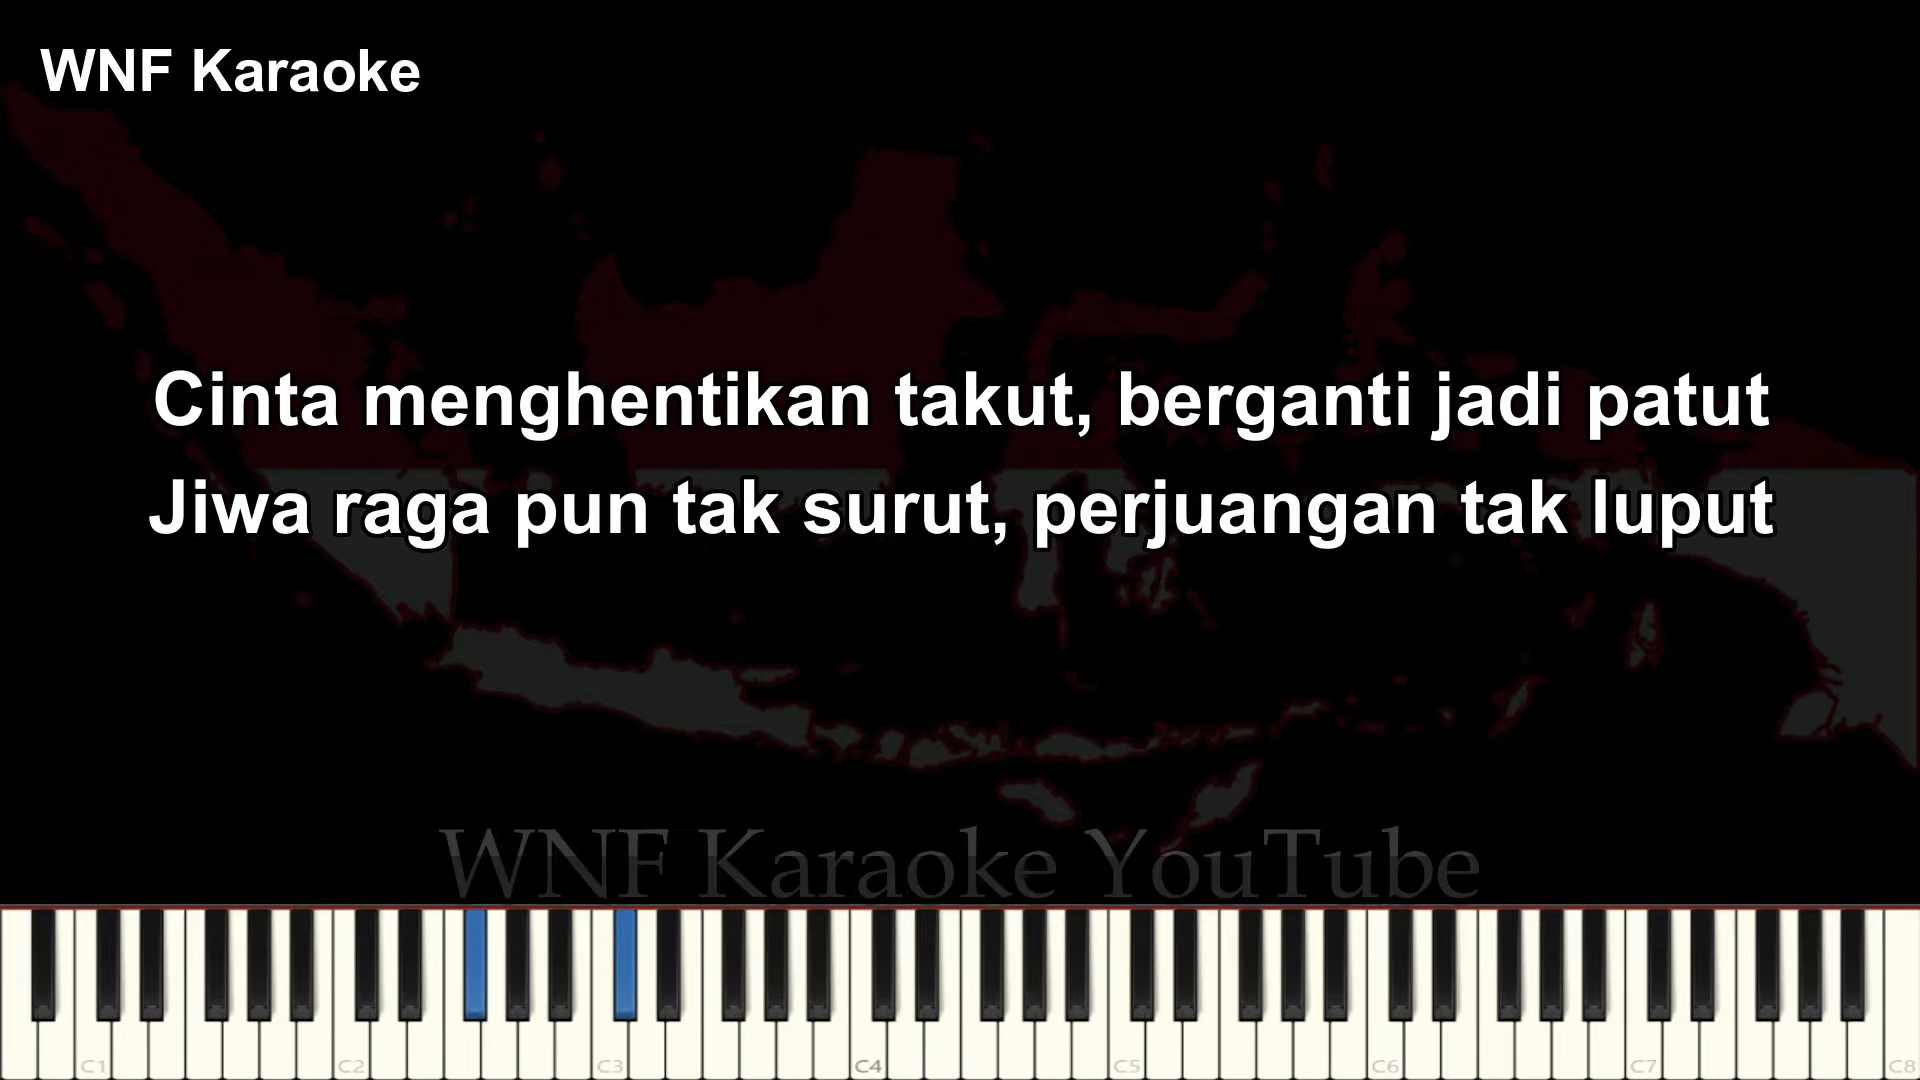 WNF Karaoke
Cinta menghentikan takut, berganti jadi patut
Jiwa raga pun tak surut, perjuangan tak luput
WNF Karaoke YouTube
C1 C2 C3 C4 C5 C6 C7 C8